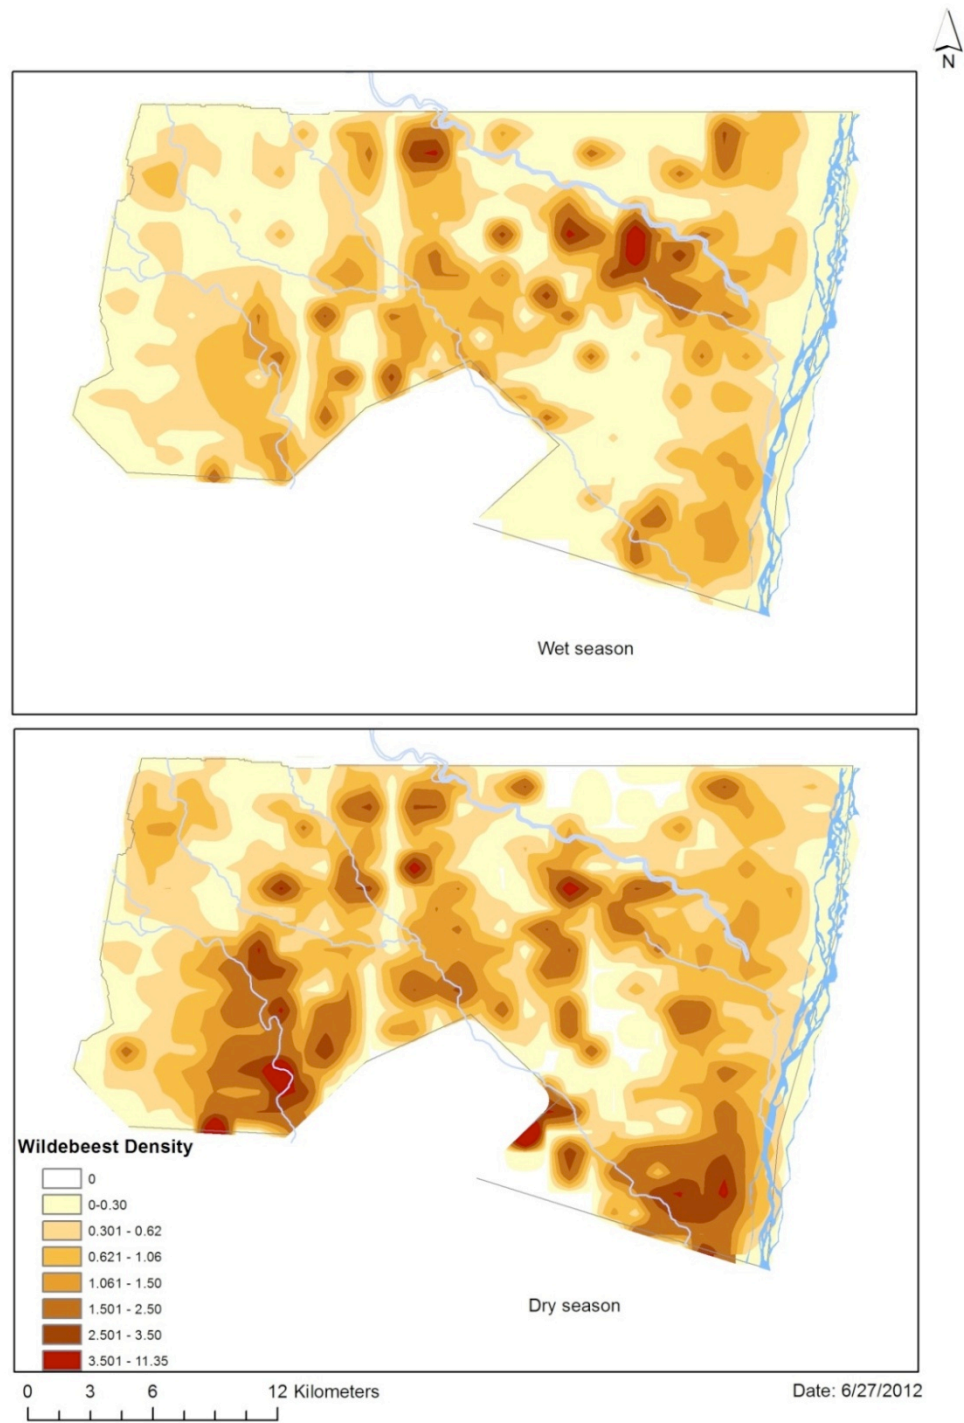 N
Wet season
Wildebeest Density
0
0-0.30
0.301 - 0.62
0.621 - 1.06
1.061 - 1.50
1.501 - 2.50
2.501 - 3.50
3.501 - 11.35
Dry season
0 3 6 12 Kilometers
Date: 6/27/2012